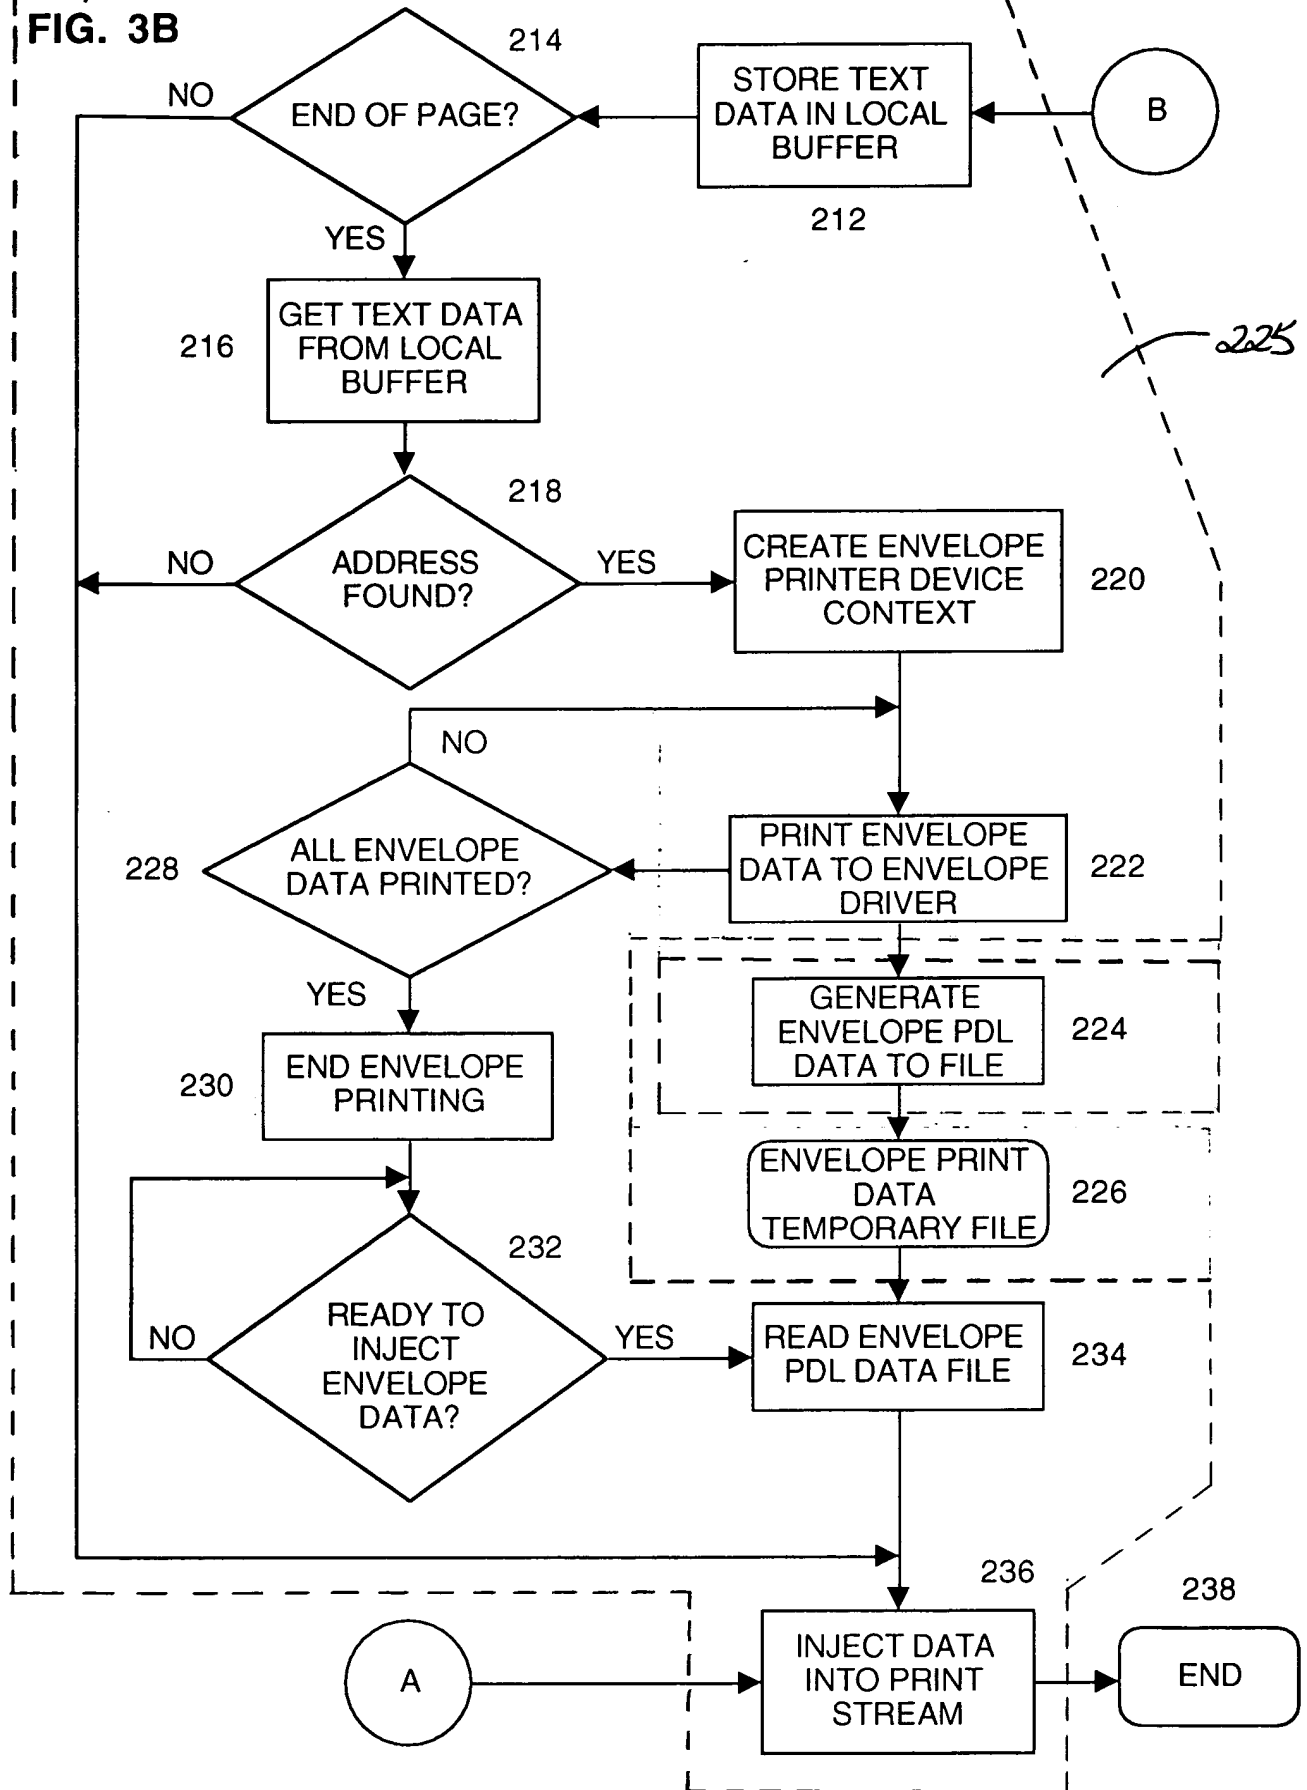 FIG. 3B
214
NO
END OF PAGE?
STORE TEXT
DATA IN LOCAL
BUFFER
B
212
YES
GET TEXT DATA
FROM LOCAL
BUFFER
216
225
218
NO
ADDRESS
FOUND?
YES
CREATE ENVELOPE
PRINTER DEVICE
CONTEXT
220
NO
228
ALL ENVELOPE
DATA PRINTED?
PRINT ENVELOPE
DATA TO ENVELOPE
DRIVER
222
YES
GENERATE
ENVELOPE PDL
DATA TO FILE
224
230
END ENVELOPE
PRINTING
ENVELOPE PRINT
DATA
TEMPORARY FILE
226
232
NO
READY TO
INJECT
ENVELOPE
DATA?
YES
READ ENVELOPE
PDL DATA FILE
234
236
238
A
INJECT DATA
INTO PRINT
STREAM
END